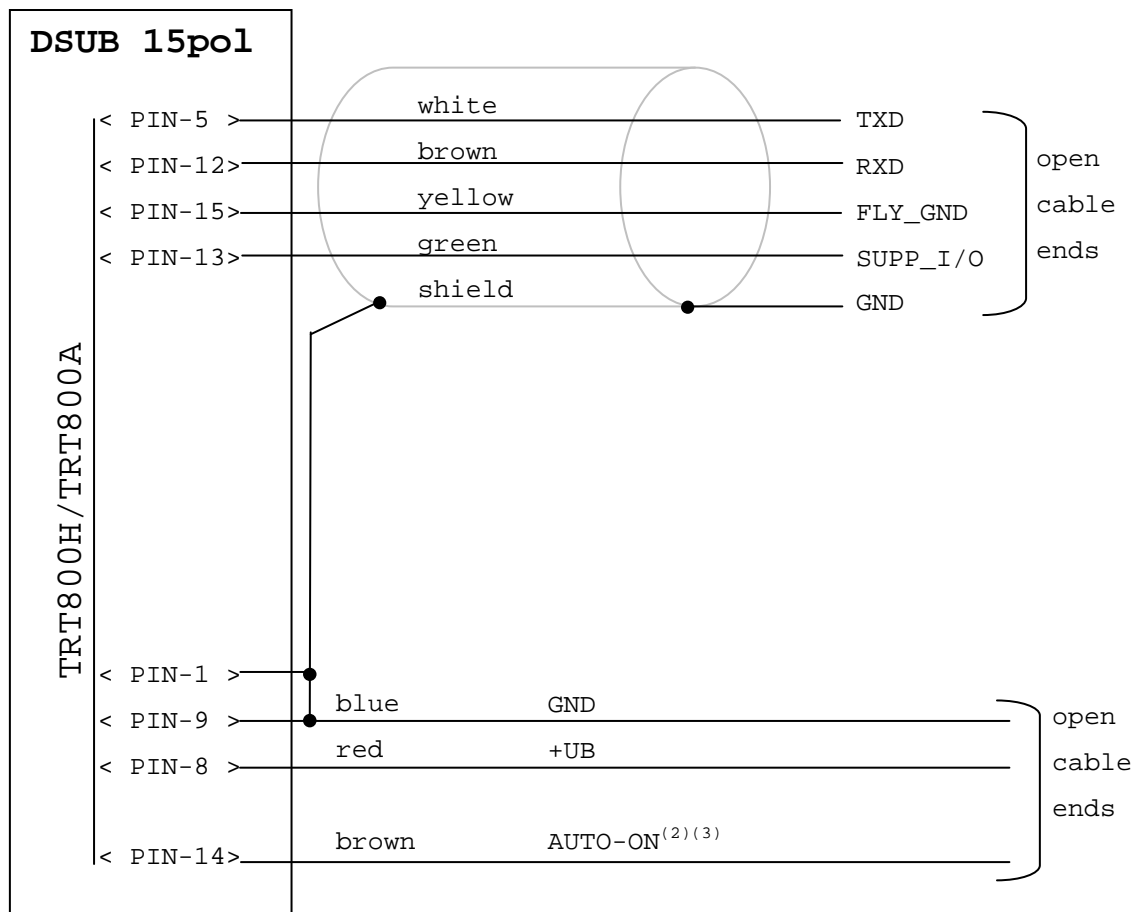 DSUB 15pol
< PIN-5 > white TXD
< PIN-12> brown RXD
< PIN-15> yellow FLY_GND
< PIN-13> green SUPP_I/O
shield GND
open
cable
ends
TRT800H/TRT800A
< PIN-1 >
< PIN-9 > blue GND
< PIN-8 > red +UB
< PIN-14> brown AUTO-ON(2)(3)
open
cable
ends